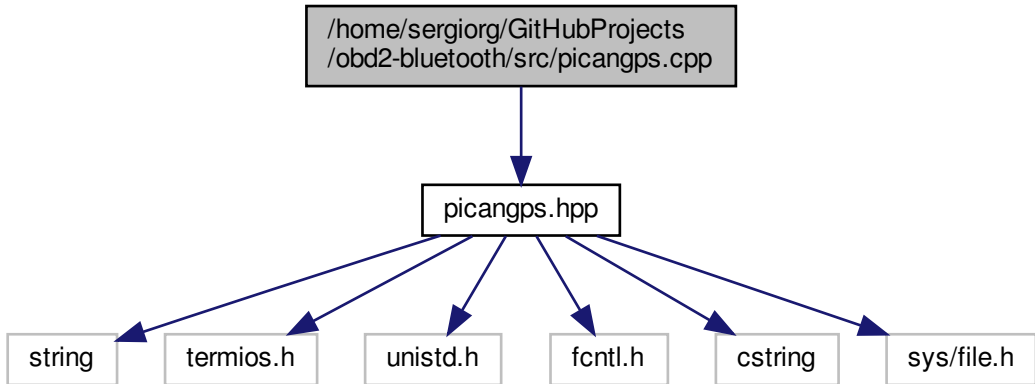 /home/sergiorg/GitHubProjects
/obd2-bluetooth/src/picangps.cpp
picangps.hpp
string
termios.h
unistd.h
fcntl.h
cstring
sys/file.h